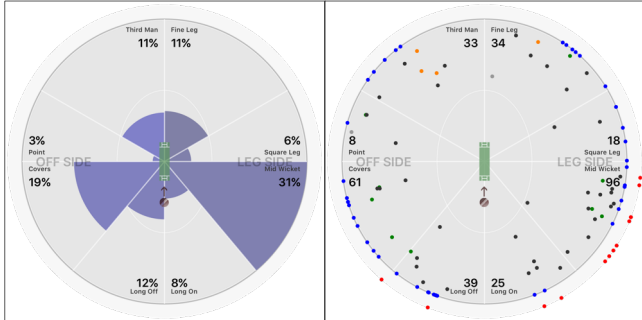 Third Man
Fine Leg
11%
11%
3%
Point
OFF SIDE
Covers
19%
6%
Square Leg
LEG SIDE
Mid Wicket
31%
12%
Long Off
8%
Long On
Third Man
Fine Leg
33
34
8
Point
OFF SIDE
Covers
61
18
Square Leg
LEG SIDE
Mid Wicket
96
39
Long Off
25
Long On